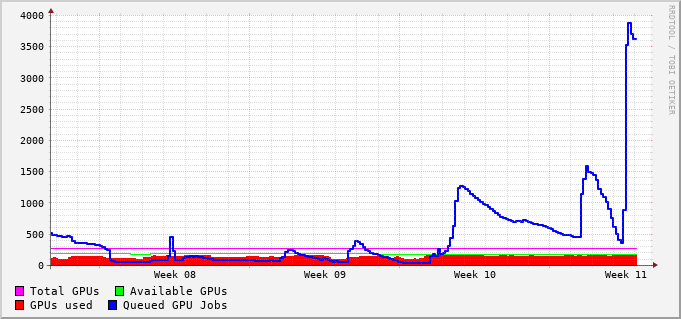 4000
3500
3000
2500
2000
1500
1000
500
0
Week 08 Week 09 Week 10 Week 11
Total GPUs Available GPUs
GPUs used Queued GPU Jobs
RRDTOOL / TOBI OETIKER